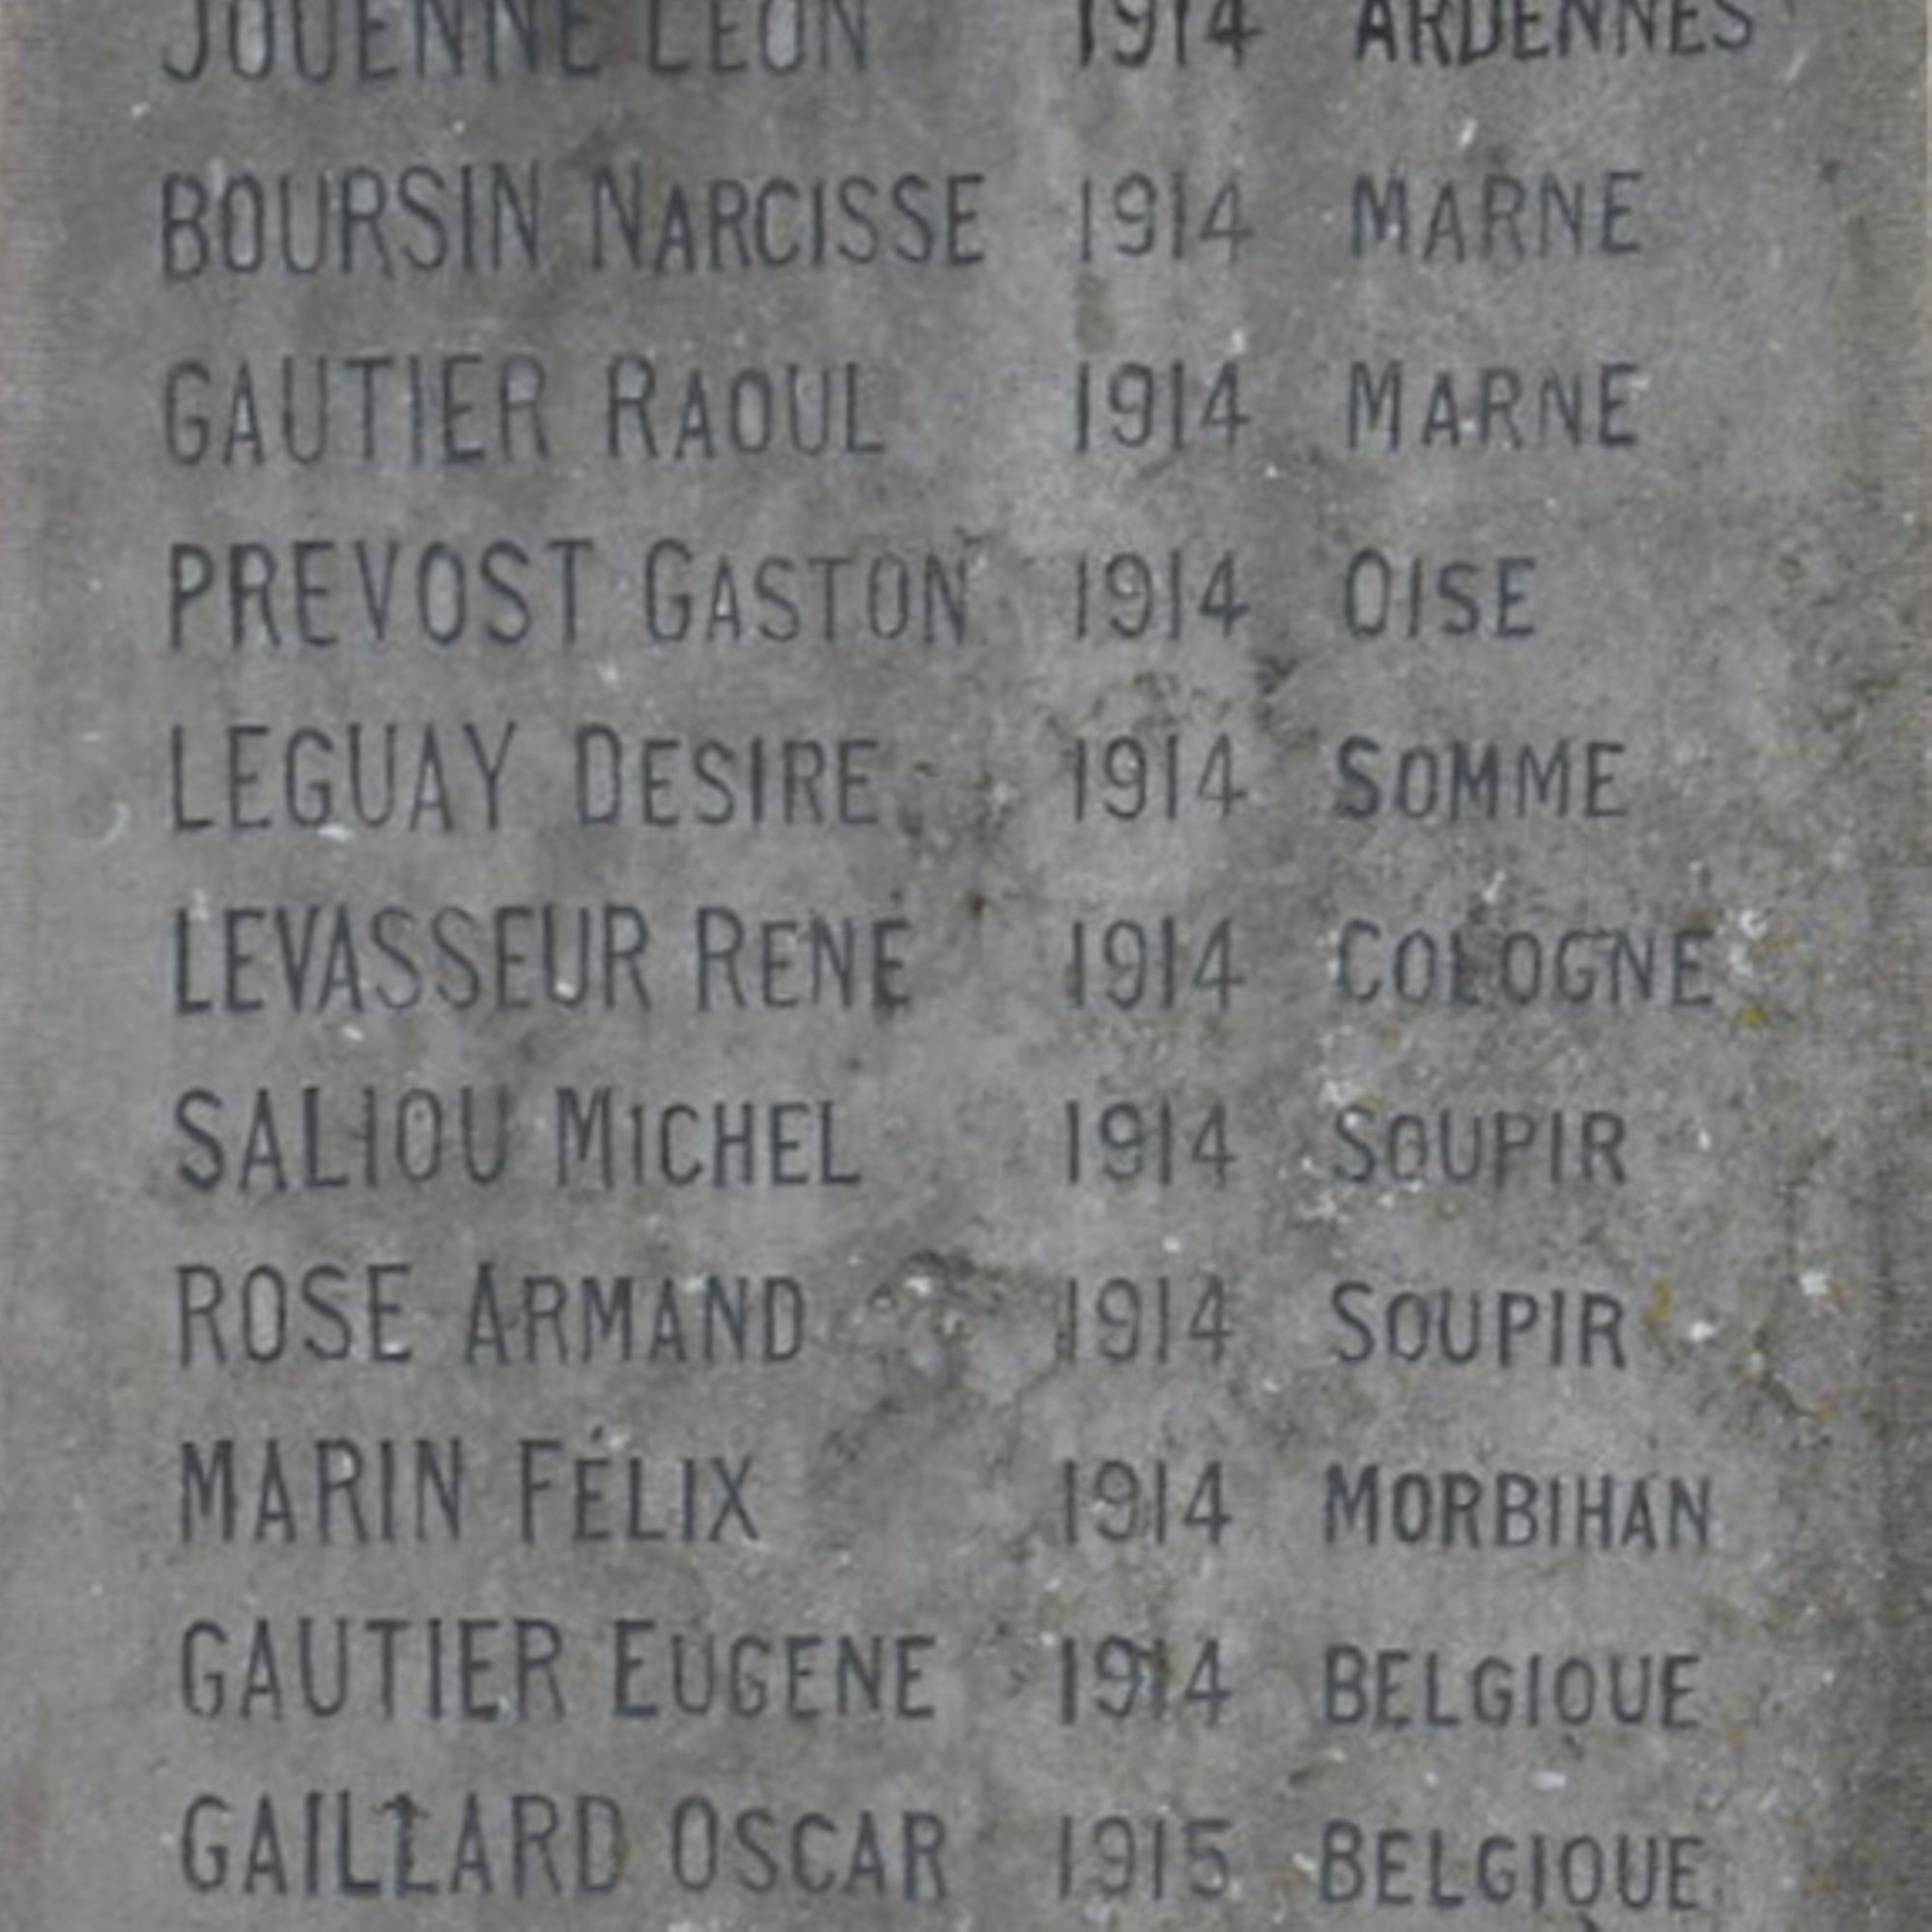 JOUENNE LEON 1914 ARDENNES
BOURSIN NARCISSE 1914 MARNE
GAUTIER RAOUL 1914 MARNE
PREVOST GASTON 1914 OISE
LEGUAY DESIRE 1914 SOMME
LEVASSEUR RENÉ 1914 COLOGNE
SALIOU MICHEL 1914 SOUPIR
ROSE ARMAND 1914 SOUPIR
MARIN FÉLIX 1914 MORBIHAN
GAUTIER EUGENE 1914 BELGIQUE
GAILLARD OSCAR 1915 BELGIQUE